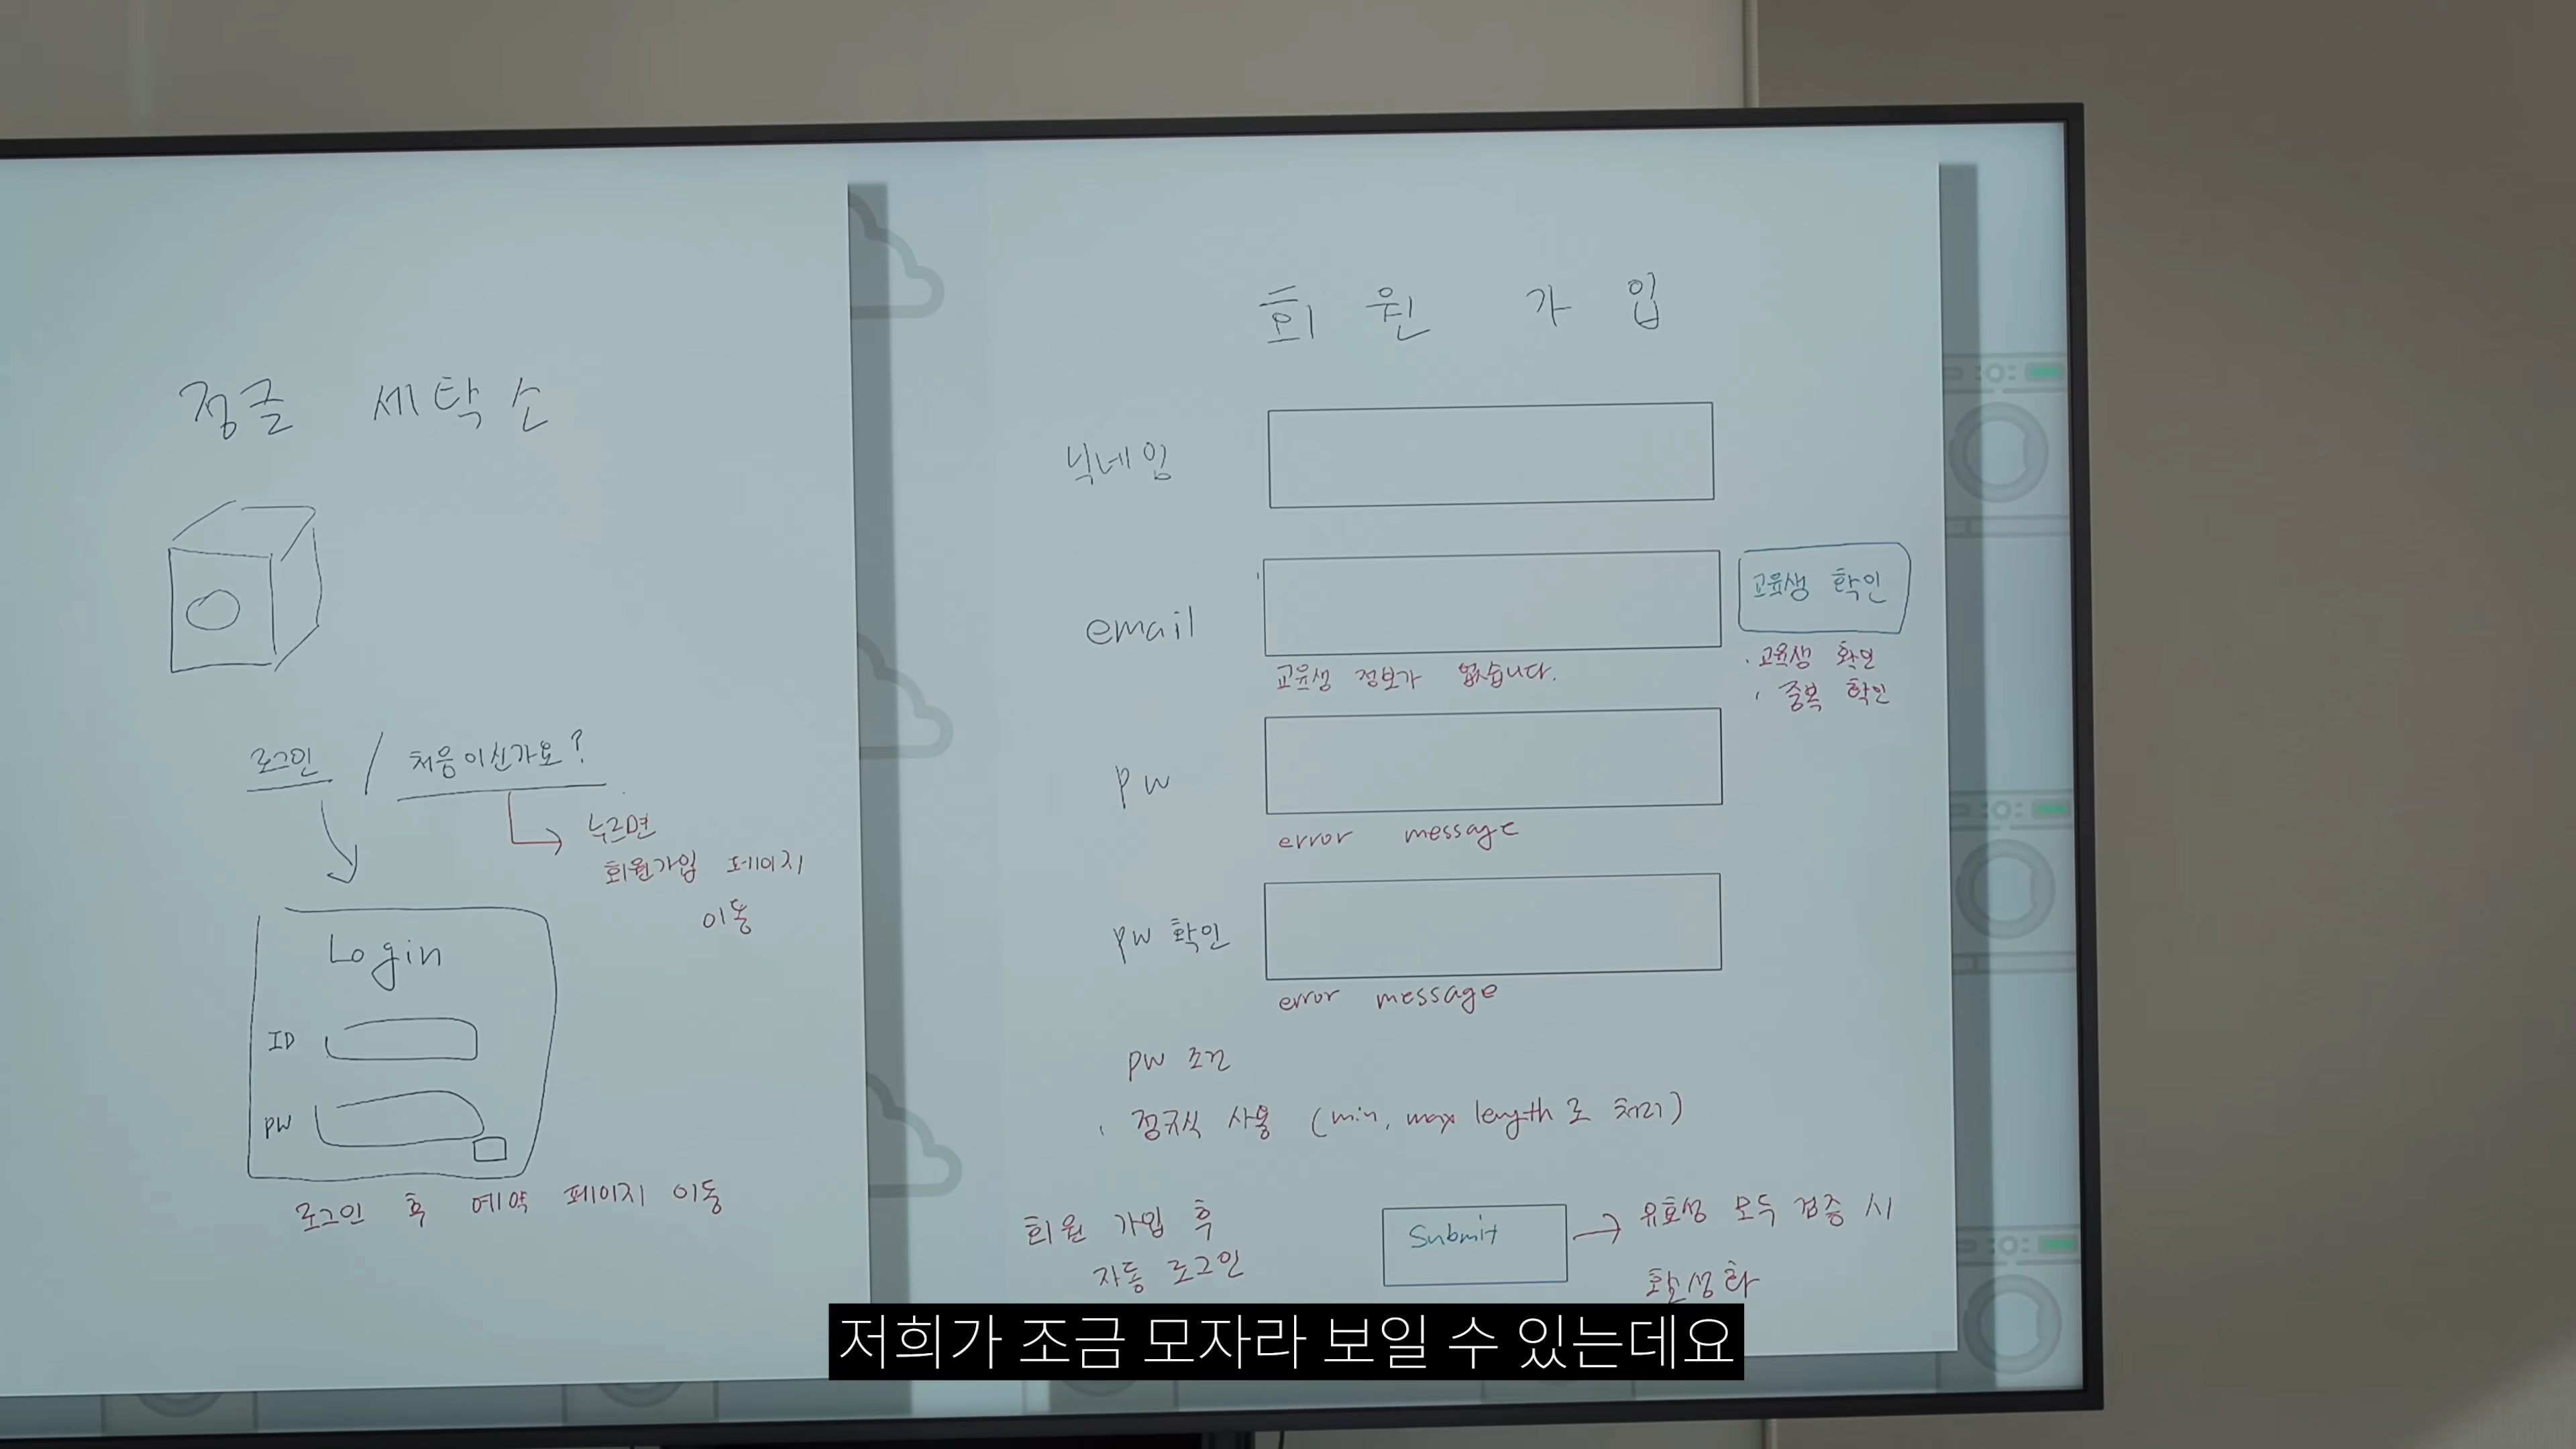 정글 세탁소
로그인 / 처음이신가요?
누르면
회원가입 페이지
이동
Login
ID
PW
로그인 후 예약 페이지 이동
회원 가입
닉네임
email
교육생 확인
교육생 정보가 없습니다.
· 교육생 확인
· 중복 확인
pw
error message
pw 확인
error message
pw 조건
· 정규식 사용 (min, max length로 처리)
회원 가입 후
자동 로그인
Submit
유효성 모두 검증 시
활성화
저희가 조금 모자라 보일 수 있는데요